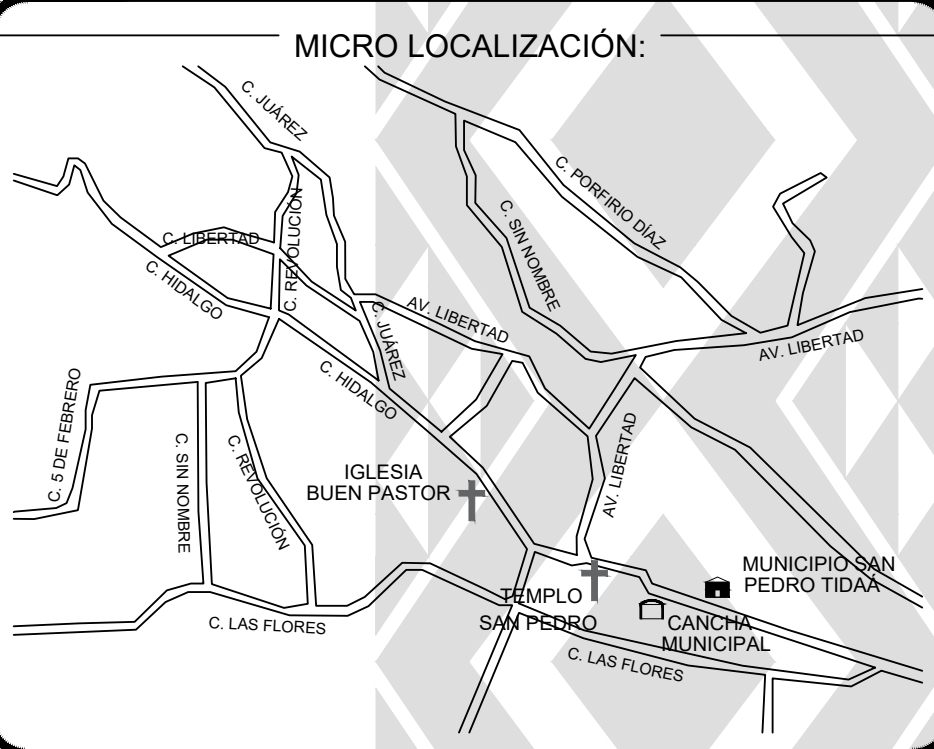 MICRO LOCALIZACIÓN:
C. JUÁREZ
C. PORFIRIO DÍAZ
C. REVOLUCIÓN
C. SIN NOMBRE
C. LIBERTAD
C. HIDALGO
AV. LIBERTAD
C. JUÁREZ
AV. LIBERTAD
C. HIDALGO
C. 5 DE FEBRERO
C. SIN NOMBRE
C. REVOLUCIÓN
AV. LIBERTAD
IGLESIA
BUEN PASTOR
MUNICIPIO SAN
PEDRO TIDAÁ
TEMPLO
SAN PEDRO
CANCHA
MUNICIPAL
C. LAS FLORES
C. LAS FLORES